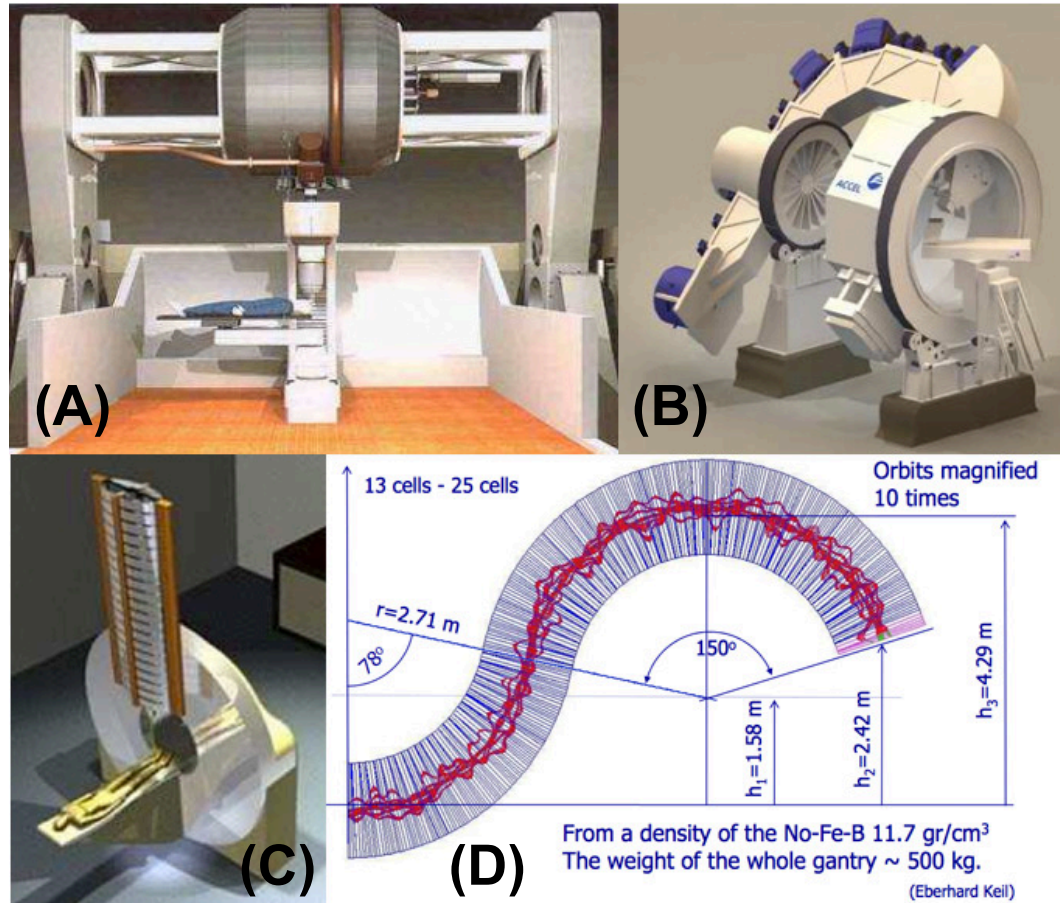 (A)
ACCEL
(B)
(C)
13 cells - 25 cells
Orbits magnified
10 times
r=2.71 m
78º
150º
h₁=1.58 m
h₂=2.42 m
h₃=4.29 m
From a density of the No-Fe-B 11.7 gr/cm³
The weight of the whole gantry ~ 500 kg.
(D)
(Eberhard Keil)